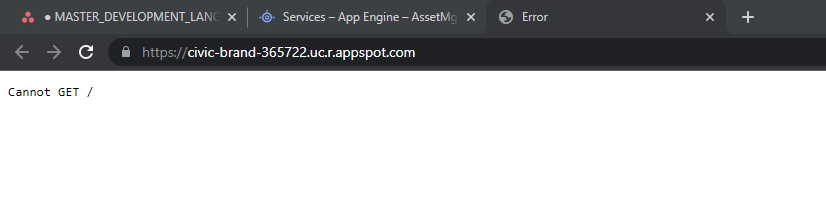 ● MASTER_DEVELOPMENT_LANG
Services – App Engine – AssetMg
Error
https://civic-brand-365722.uc.r.appspot.com
Cannot GET /